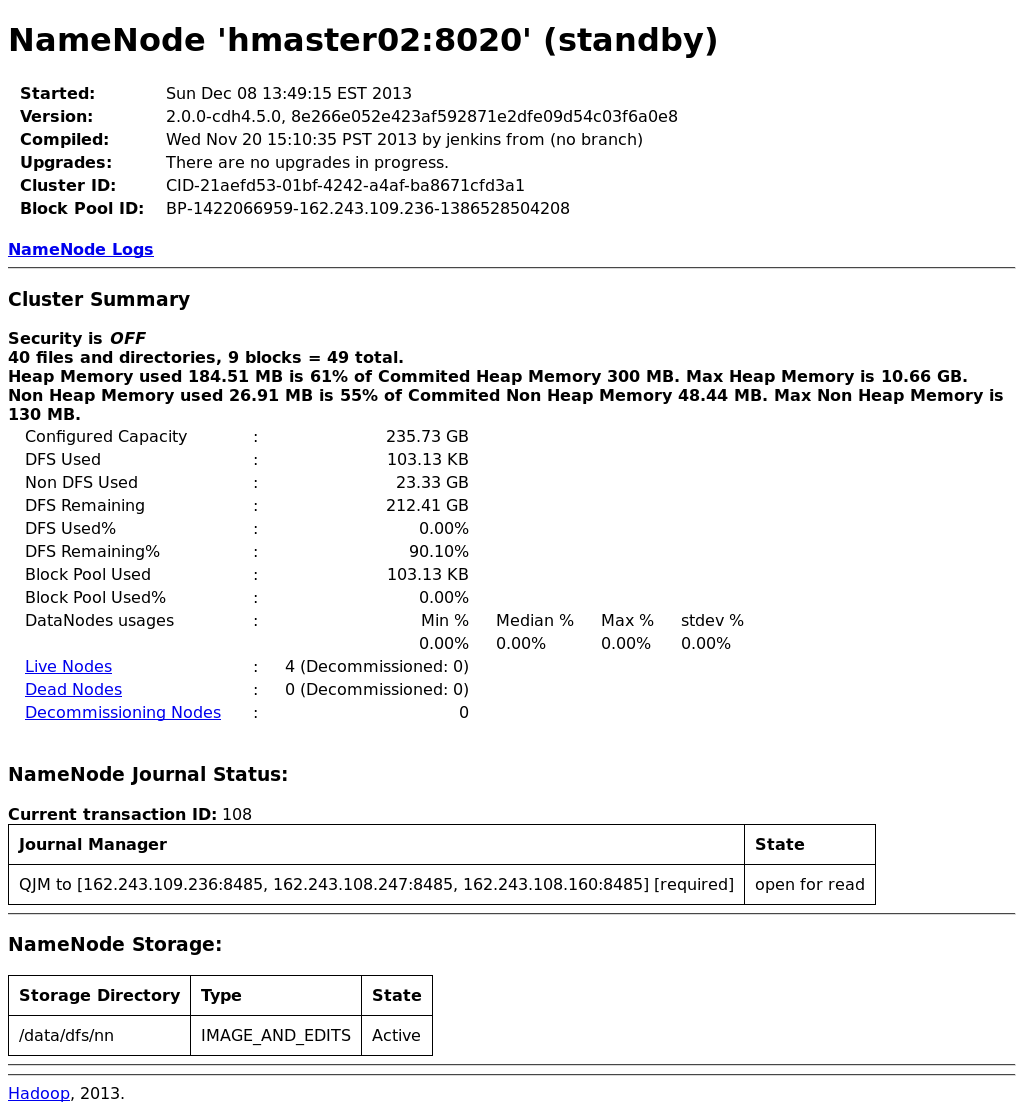 NameNode 'hmaster02:8020' (standby)
Started: Sun Dec 08 13:49:15 EST 2013
Version: 2.0.0-cdh4.5.0, 8e266e052e423af592871e2dfe09d54c03f6a0e8
Compiled: Wed Nov 20 15:10:35 PST 2013 by jenkins from (no branch)
Upgrades: There are no upgrades in progress.
Cluster ID: CID-21aefd53-01bf-4242-a4af-ba8671cfd3a1
Block Pool ID: BP-1422066959-162.243.109.236-1386528504208
NameNode Logs
Cluster Summary
Security is OFF
40 files and directories, 9 blocks = 49 total.
Heap Memory used 184.51 MB is 61% of Commited Heap Memory 300 MB. Max Heap Memory is 10.66 GB.
Non Heap Memory used 26.91 MB is 55% of Commited Non Heap Memory 48.44 MB. Max Non Heap Memory is
130 MB.
Configured Capacity : 235.73 GB
DFS Used : 103.13 KB
Non DFS Used : 23.33 GB
DFS Remaining : 212.41 GB
DFS Used% : 0.00%
DFS Remaining% : 90.10%
Block Pool Used : 103.13 KB
Block Pool Used% : 0.00%
DataNodes usages : Min % Median % Max % stdev %
0.00% 0.00% 0.00% 0.00%
Live Nodes : 4 (Decommissioned: 0)
Dead Nodes : 0 (Decommissioned: 0)
Decommissioning Nodes : 0
NameNode Journal Status:
Current transaction ID: 108
Journal Manager State
QJM to [162.243.109.236:8485, 162.243.108.247:8485, 162.243.108.160:8485] [required] open for read
NameNode Storage:
Storage Directory Type State
/data/dfs/nn IMAGE_AND_EDITS Active
Hadoop, 2013.